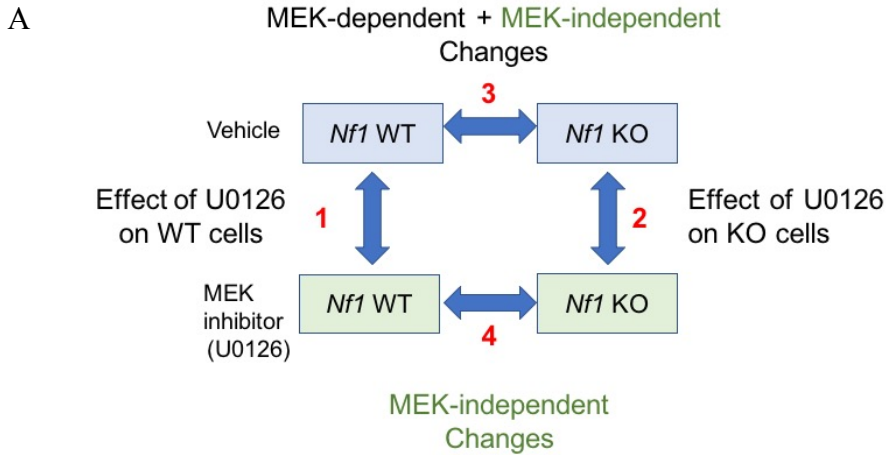 A
MEK-dependent + MEK-independent
Changes
3
Vehicle
Nf1 WT
Nf1 KO
Effect of U0126
on WT cells
1
2
Effect of U0126
on KO cells
MEK
inhibitor
(U0126)
Nf1 WT
Nf1 KO
4
MEK-independent
Changes